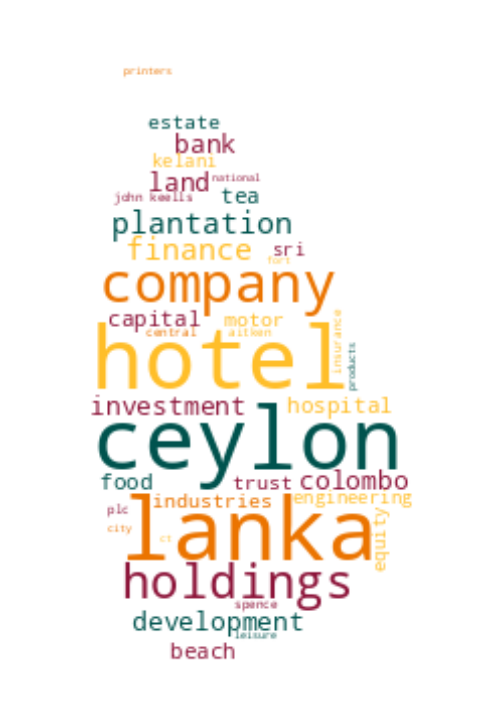 printers
estate
bank
kelani
land national
john keells tea
plantation
finance sri
fort
company
capital motor
central aitken
insurance
hotel
products
investment hospital
ceylon
food trust colombo
industries engineering
plc
lanka
city
ct
equity
holdings
spence
development
leisure
beach